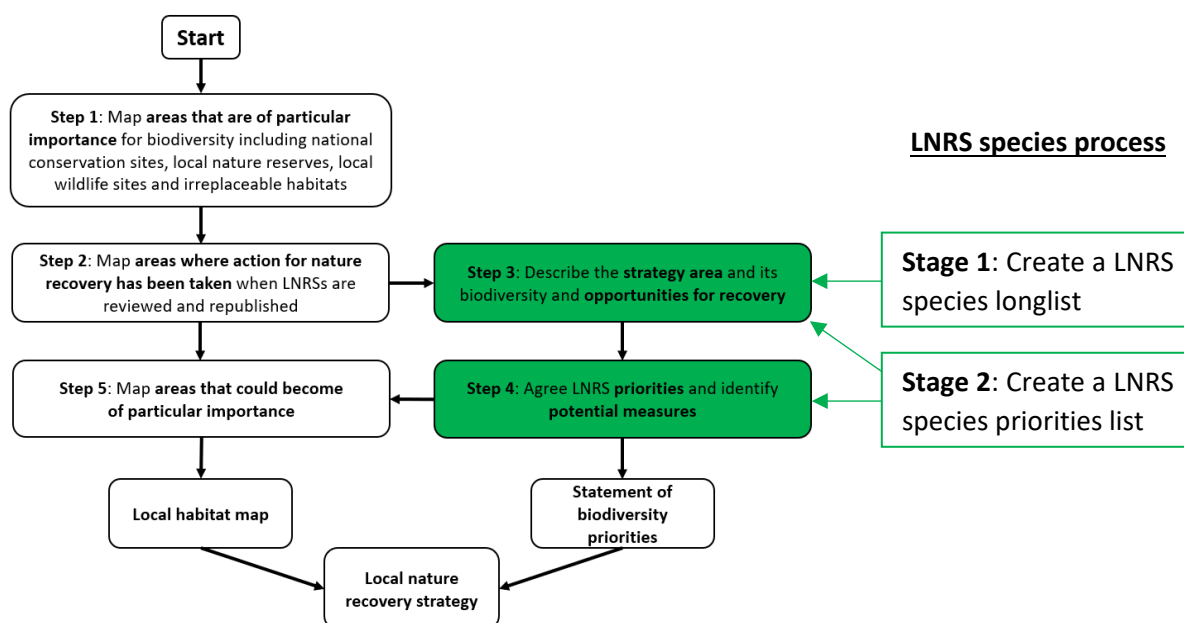 Start
Step 1: Map areas that are of particular
importance for biodiversity including national
conservation sites, local nature reserves, local
wildlife sites and irreplaceable habitats
LNRS species process
Step 2: Map areas where action for nature
recovery has been taken when LNRSs are
reviewed and republished
Step 3: Describe the strategy area and its
biodiversity and opportunities for recovery
Stage 1: Create a LNRS
species longlist
Step 5: Map areas that could become
of particular importance
Step 4: Agree LNRS priorities and identify
potential measures
Stage 2: Create a LNRS
species priorities list
Local habitat map
Statement of
biodiversity
priorities
Local nature
recovery strategy